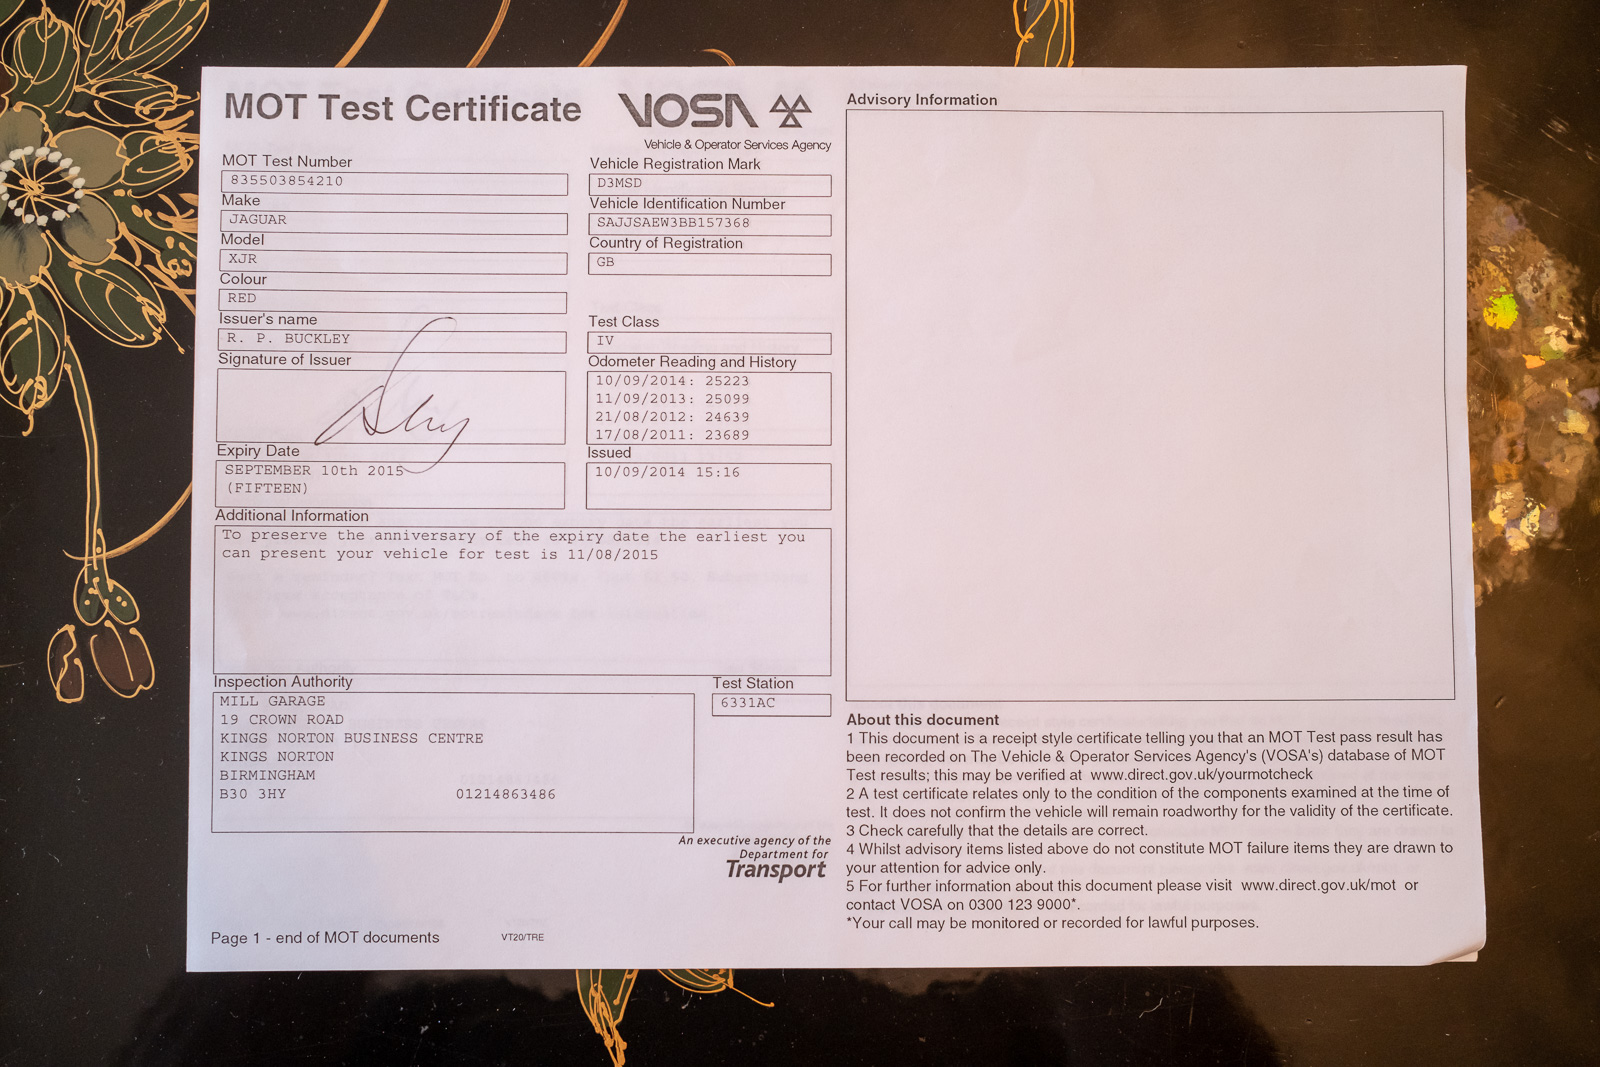 MOT Test Certificate
VOSA
Vehicle & Operator Services Agency
MOT Test Number
835503854210
Make
JAGUAR
Model
XJR
Colour
RED
Issuer's name
R. P. BUCKLEY
Signature of Issuer
Expiry Date
SEPTEMBER 10th 2015
(FIFTEEN)
Vehicle Registration Mark
D3MSD
Vehicle Identification Number
SAJJSAEW3BB157368
Country of Registration
GB
Test Class
IV
Odometer Reading and History
10/09/2014: 25223
11/09/2013: 25099
21/08/2012: 24639
17/08/2011: 23689
Issued
10/09/2014 15:16
Additional Information
To preserve the anniversary of the expiry date the earliest you
can present your vehicle for test is 11/08/2015
Inspection Authority
MILL GARAGE
19 CROWN ROAD
KINGS NORTON BUSINESS CENTRE
KINGS NORTON
BIRMINGHAM
B30 3HY 01214863486
Test Station
6331AC
An executive agency of the
Department for
Transport
Page 1 - end of MOT documents
VT20/TRE
Advisory Information
About this document
1 This document is a receipt style certificate telling you that an MOT Test pass result has
been recorded on The Vehicle & Operator Services Agency's (VOSA's) database of MOT
Test results; this may be verified at www.direct.gov.uk/yourmotcheck
2 A test certificate relates only to the condition of the components examined at the time of
test. It does not confirm the vehicle will remain roadworthy for the validity of the certificate.
3 Check carefully that the details are correct.
4 Whilst advisory items listed above do not constitute MOT failure items they are drawn to
your attention for advice only.
5 For further information about this document please visit www.direct.gov.uk/mot or
contact VOSA on 0300 123 9000*.
*Your call may be monitored or recorded for lawful purposes.